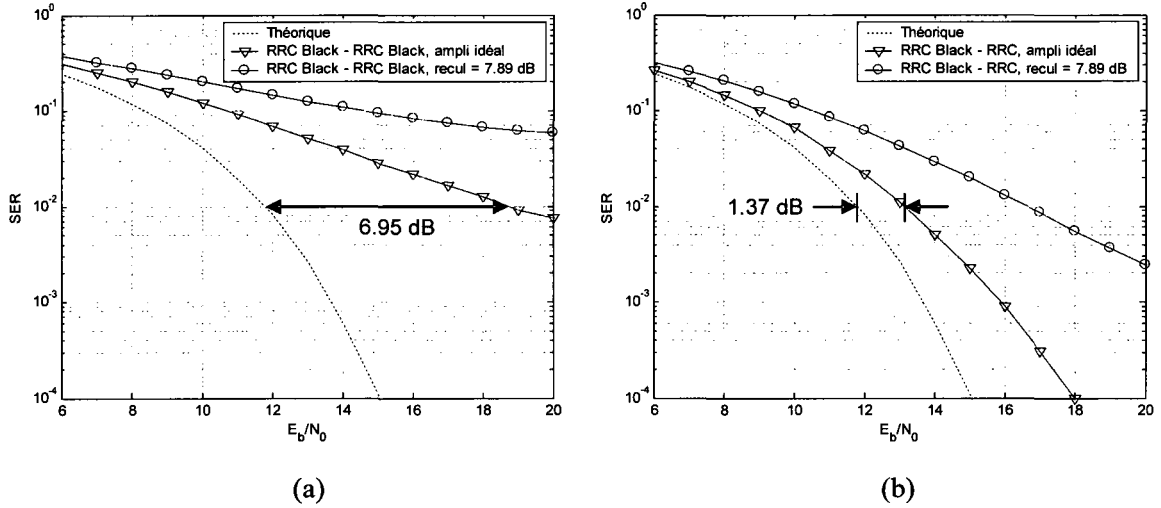 Théorique
RRC Black - RRC Black, ampli idéal
RRC Black - RRC Black, recul = 7.89 dB
10^0
10^-1
10^-2
10^-3
10^-4
SER
6.95 dB
6 8 10 12 14 16 18 20
E_b/N_0
(a)
Théorique
RRC Black - RRC, ampli idéal
RRC Black - RRC, recul = 7.89 dB
10^0
10^-1
10^-2
10^-3
10^-4
SER
1.37 dB
6 8 10 12 14 16 18 20
E_b/N_0
(b)